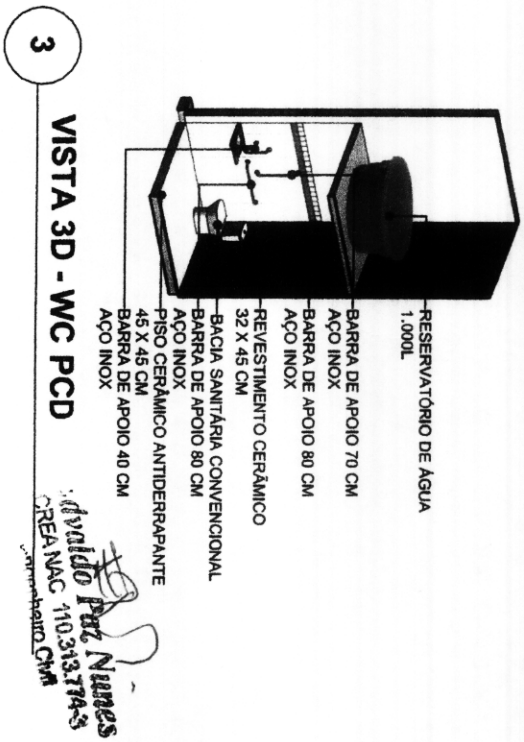 RESERVATÓRIO DE ÁGUA
1.000L
BARRA DE APOIO 70 CM
AÇO INOX
BARRA DE APOIO 80 CM
AÇO INOX
REVESTIMENTO CERÂMICO
32 X 45 CM
BACIA SANITÁRIA CONVENCIONAL
BARRA DE APOIO 80 CM
AÇO INOX
PISO CERÂMICO ANTIDERRAPANTE
45 X 45 CM
BARRA DE APOIO 40 CM
AÇO INOX
3
VISTA 3D - WC PCD
Nunes
CREA NAC 110.313.774-3
Civil